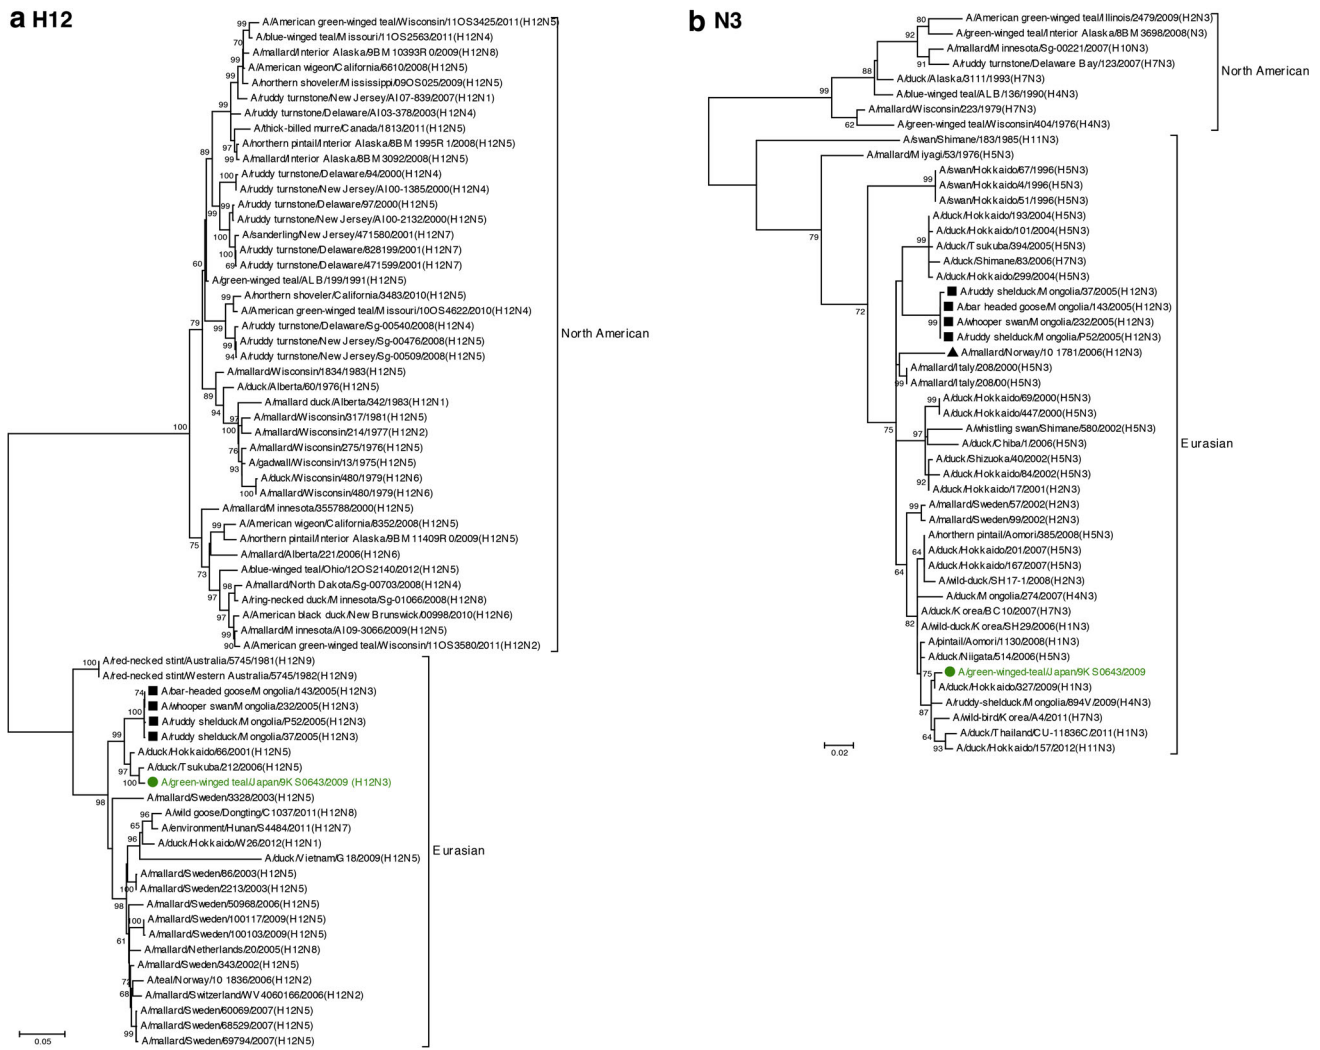 a H12
A/American green-winged teal/Wisconsin/11OS3425/2011(H12N5)
A/blue-winged teal/Missouri/11OS2563/2011(H12N4)
A/mallard/Interior Alaska/9BM10393R0/2009(H12N8)
A/American wigeon/California/6610/2008(H12N5)
A/northern shoveler/Mississippi/09OS025/2009(H12N5)
A/ruddy turnstone/New Jersey/AI07-839/2007(H12N1)
A/ruddy turnstone/Delaware/AI03-378/2003(H12N4)
A/thick-billed murre/Canada/1813/2011(H12N5)
A/northern pintail/Interior Alaska/8BM1995R1/2008(H12N5)
A/mallard/Interior Alaska/8BM3092/2008(H12N5)
A/ruddy turnstone/Delaware/94/2000(H12N4)
A/ruddy turnstone/New Jersey/AI00-1385/2000(H12N4)
A/ruddy turnstone/Delaware/97/2000(H12N5)
A/ruddy turnstone/New Jersey/AI00-2132/2000(H12N5)
A/sanderling/New Jersey/471580/2001(H12N7)
A/ruddy turnstone/Delaware/828199/2001(H12N7)
A/ruddy turnstone/Delaware/471599/2001(H12N7)
A/green-winged teal/ALB/199/1991(H12N5)
A/northern shoveler/California/3483/2010(H12N5)
A/American green-winged teal/Missouri/10OS4622/2010(H12N4)
A/ruddy turnstone/Delaware/Sg-00540/2008(H12N4)
A/ruddy turnstone/New Jersey/Sg-00476/2008(H12N5)
A/ruddy turnstone/New Jersey/Sg-00509/2008(H12N5)
A/mallard/Wisconsin/1834/1983(H12N5)
A/duck/Alberta/60/1976(H12N5)
A/mallard duck/Alberta/342/1983(H12N1)
A/mallard/Wisconsin/317/1981(H12N5)
A/mallard/Wisconsin/214/1977(H12N2)
A/mallard/Wisconsin/275/1976(H12N5)
A/gadwall/Wisconsin/13/1975(H12N5)
A/duck/Wisconsin/480/1979(H12N6)
A/mallard/Wisconsin/480/1979(H12N6)
A/mallard/Minnesota/355788/2000(H12N5)
A/American wigeon/California/8352/2008(H12N5)
A/northern pintail/Interior Alaska/9BM11409R0/2009(H12N5)
A/mallard/Alberta/221/2006(H12N6)
A/blue-winged teal/Ohio/12OS2140/2012(H12N5)
A/mallard/North Dakota/Sg-00703/2008(H12N4)
A/ring-necked duck/Minnesota/Sg-01066/2008(H12N8)
A/American black duck/New Brunswick/00998/2010(H12N6)
A/mallard/Minnesota/AI09-3066/2009(H12N5)
A/American green-winged teal/Wisconsin/11OS3580/2011(H12N2)
North American
A/red-necked stint/Australia/5745/1981(H12N9)
A/red-necked stint/Western Australia/5745/1982(H12N9)
A/bar-headed goose/Mongolia/143/2005(H12N3)
A/whooper swan/Mongolia/232/2005(H12N3)
A/ruddy shelduck/Mongolia/P52/2005(H12N3)
A/ruddy shelduck/Mongolia/37/2005(H12N3)
A/duck/Hokkaido/66/2001(H12N5)
A/duck/Tsukuba/212/2006(H12N5)
A/green-winged teal/Japan/9KS0643/2009 (H12N3)
A/mallard/Sweden/3328/2003(H12N5)
A/wild goose/Dongting/C1037/2011(H12N8)
A/environment/Hunan/S4484/2011(H12N7)
A/duck/Hokkaido/W26/2012(H12N1)
A/duck/Vietnam/G18/2009(H12N5)
A/mallard/Sweden/86/2003(H12N5)
A/mallard/Sweden/2213/2003(H12N5)
A/mallard/Sweden/50968/2006(H12N5)
A/mallard/Sweden/100117/2009(H12N5)
A/mallard/Sweden/100103/2009(H12N5)
A/mallard/Netherlands/20/2005(H12N8)
A/mallard/Sweden/343/2002(H12N5)
A/teal/Norway/10 1836/2006(H12N2)
A/mallard/Switzerland/WV4060166/2006(H12N2)
A/mallard/Sweden/60069/2007(H12N5)
A/mallard/Sweden/68529/2007(H12N5)
A/mallard/Sweden/69794/2007(H12N5)
Eurasian
0.05
b N3
A/American green-winged teal/Illinois/2479/2009(H2N3)
A/green-winged teal/Interior Alaska/8BM3698/2008(N3)
A/mallard/Minnesota/Sg-00221/2007(H10N3)
A/ruddy turnstone/Delaware Bay/123/2007(H7N3)
A/duck/Alaska/3111/1993(H7N3)
A/blue-winged teal/ALB/136/1990(H4N3)
A/mallard/Wisconsin/223/1979(H7N3)
A/green-winged teal/Wisconsin/404/1976(H4N3)
North American
A/swan/Shimane/183/1985(H11N3)
A/mallard/Miyagi/53/1976(H5N3)
A/swan/Hokkaido/67/1996(H5N3)
A/swan/Hokkaido/4/1996(H5N3)
A/swan/Hokkaido/51/1996(H5N3)
A/duck/Hokkaido/193/2004(H5N3)
A/duck/Hokkaido/101/2004(H5N3)
A/duck/Tsukuba/394/2005(H5N3)
A/duck/Shimane/83/2006(H7N3)
A/duck/Hokkaido/299/2004(H5N3)
A/ruddy shelduck/Mongolia/37/2005(H12N3)
A/bar headed goose/Mongolia/143/2005(H12N3)
A/whooper swan/Mongolia/232/2005(H12N3)
A/ruddy shelduck/Mongolia/P52/2005(H12N3)
A/mallard/Norway/10 1781/2006(H12N3)
A/mallard/Italy/208/2000(H5N3)
A/mallard/Italy/208/00(H5N3)
A/duck/Hokkaido/69/2000(H5N3)
A/duck/Hokkaido/447/2000(H5N3)
A/whistling swan/Shimane/580/2002(H5N3)
A/duck/Chiba/1/2006(H5N3)
A/duck/Shizuoka/40/2002(H5N3)
A/duck/Hokkaido/84/2002(H5N3)
A/duck/Hokkaido/17/2001(H2N3)
A/mallard/Sweden/57/2002(H2N3)
A/mallard/Sweden/99/2002(H2N3)
A/northern pintail/Aomori/385/2008(H5N3)
A/duck/Hokkaido/201/2007(H5N3)
A/duck/Hokkaido/167/2007(H5N3)
A/wild-duck/SH17-1/2008(H2N3)
A/duck/Mongolia/274/2007(H4N3)
A/duck/Korea/BC10/2007(H7N3)
A/wild-duck/Korea/SH29/2006(H1N3)
A/pintail/Aomori/1130/2008(H1N3)
A/duck/Niigata/514/2006(H5N3)
A/green-winged-teal/Japan/9KS0643/2009
A/duck/Hokkaido/327/2009(H1N3)
A/ruddy-shelduck/Mongolia/894V/2009(H4N3)
A/wild-bird/Korea/A4/2011(H7N3)
A/duck/Thailand/CU-11836C/2011(H1N3)
A/duck/Hokkaido/157/2012(H11N3)
Eurasian
0.02